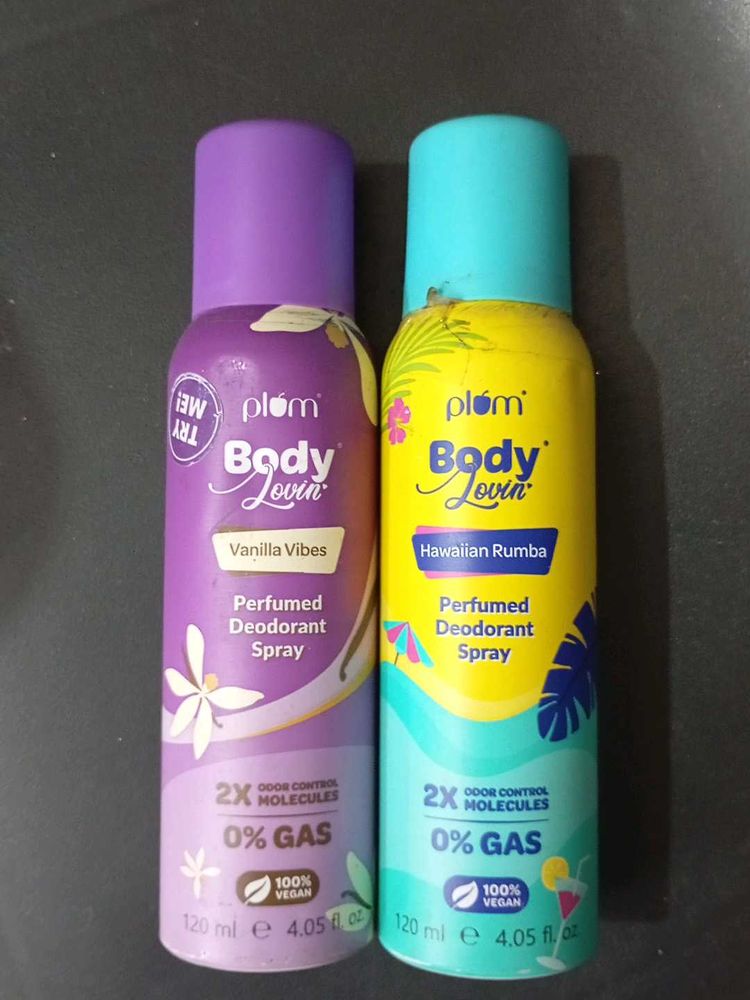 TRY
ME!
plum
Body
Lovin'
Vanilla Vibes
Perfumed
Deodorant
Spray
2X ODOR CONTROL
MOLECULES
0% GAS
100%
VEGAN
120 ml e 4.05 fl. oz
plum
Body
Lovin'
Hawaiian Rumba
Perfumed
Deodorant
Spray
2X ODOR CONTROL
MOLECULES
0% GAS
100%
VEGAN
120 ml e 4.05 fl. oz